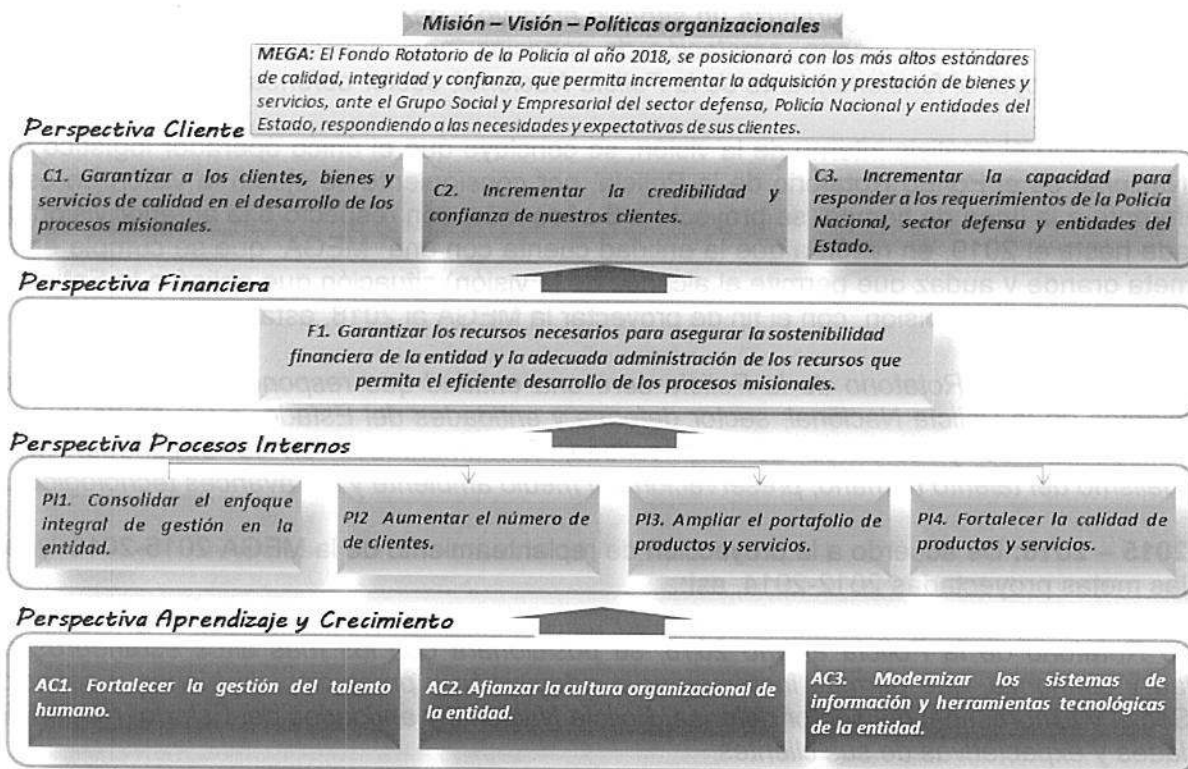 Misión – Visión – Políticas organizacionales
MEGA: El Fondo Rotatorio de la Policía al año 2018, se posicionará con los más altos estándares
de calidad, integridad y confianza, que permita incrementar la adquisición y prestación de bienes y
servicios, ante el Grupo Social y Empresarial del sector defensa, Policía Nacional y entidades del
Estado, respondiendo a las necesidades y expectativas de sus clientes.
Perspectiva Cliente
C1. Garantizar a los clientes, bienes y
servicios de calidad en el desarrollo de los
procesos misionales.
C2. Incrementar la credibilidad y
confianza de nuestros clientes.
C3. Incrementar la capacidad para
responder a los requerimientos de la Policía
Nacional, sector defensa y entidades del
Estado.
Perspectiva Financiera
F1. Garantizar los recursos necesarios para asegurar la sostenibilidad
financiera de la entidad y la adecuada administración de los recursos que
permita el eficiente desarrollo de los procesos misionales.
Perspectiva Procesos Internos
PI1. Consolidar el enfoque
integral de gestión en la
entidad.
PI2 Aumentar el número de
de clientes.
PI3. Ampliar el portafolio de
productos y servicios.
PI4. Fortalecer la calidad de
productos y servicios.
Perspectiva Aprendizaje y Crecimiento
AC1. Fortalecer la gestión del talento
humano.
AC2. Afianzar la cultura organizacional de
la entidad.
AC3. Modernizar los sistemas de
información y herramientas tecnológicas
de la entidad.